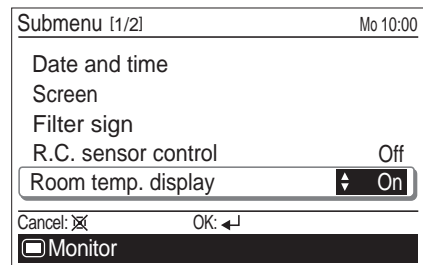 Submenu [1/2] Mo 10:00
Date and time
Screen
Filter sign
R.C. sensor control Off
Room temp. display On
Cancel: OK:
Monitor